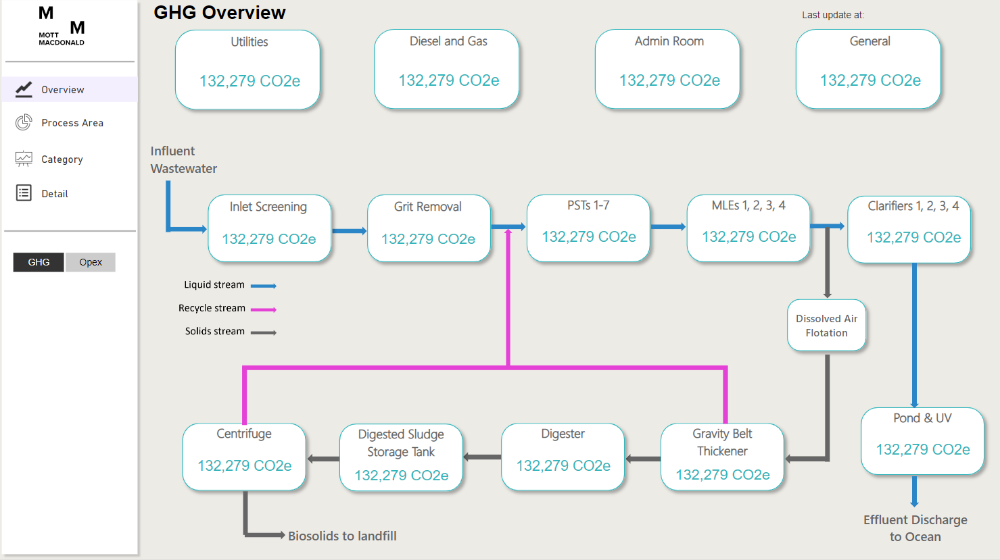 M
M
MOTT
MACDONALD
Overview
Process Area
Category
Detail
GHG
Opex
GHG Overview
Last update at:
Utilities
132,279 CO2e
Diesel and Gas
132,279 CO2e
Admin Room
132,279 CO2e
General
132,279 CO2e
Influent
Wastewater
Inlet Screening
132,279 CO2e
Grit Removal
132,279 CO2e
PSTs 1-7
132,279 CO2e
MLEs 1, 2, 3, 4
132,279 CO2e
Clarifiers 1, 2, 3, 4
132,279 CO2e
Liquid stream
Recycle stream
Solids stream
Dissolved Air
Flotation
Centrifuge
132,279 CO2e
Digested Sludge
Storage Tank
132,279 CO2e
Digester
132,279 CO2e
Gravity Belt
Thickener
132,279 CO2e
Pond & UV
132,279 CO2e
Biosolids to landfill
Effluent Discharge
to Ocean